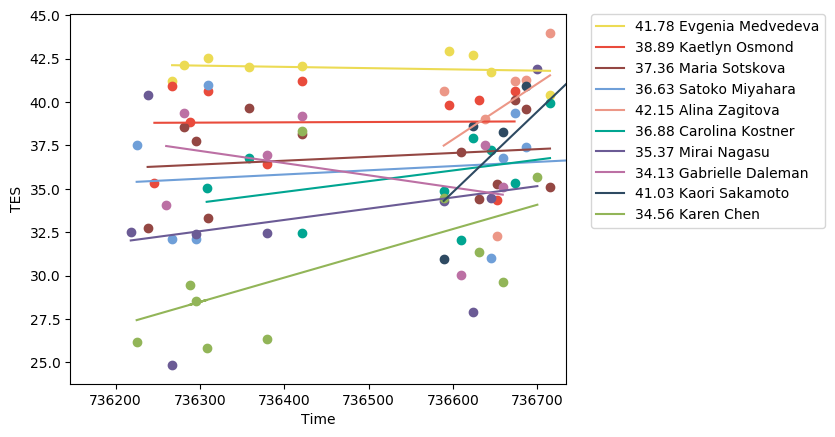 45.0
42.5
40.0
37.5
35.0
32.5
30.0
27.5
25.0
TES
736200 736300 736400 736500 736600 736700
Time
41.78 Evgenia Medvedeva
38.89 Kaetlyn Osmond
37.36 Maria Sotskova
36.63 Satoko Miyahara
42.15 Alina Zagitova
36.88 Carolina Kostner
35.37 Mirai Nagasu
34.13 Gabrielle Daleman
41.03 Kaori Sakamoto
34.56 Karen Chen